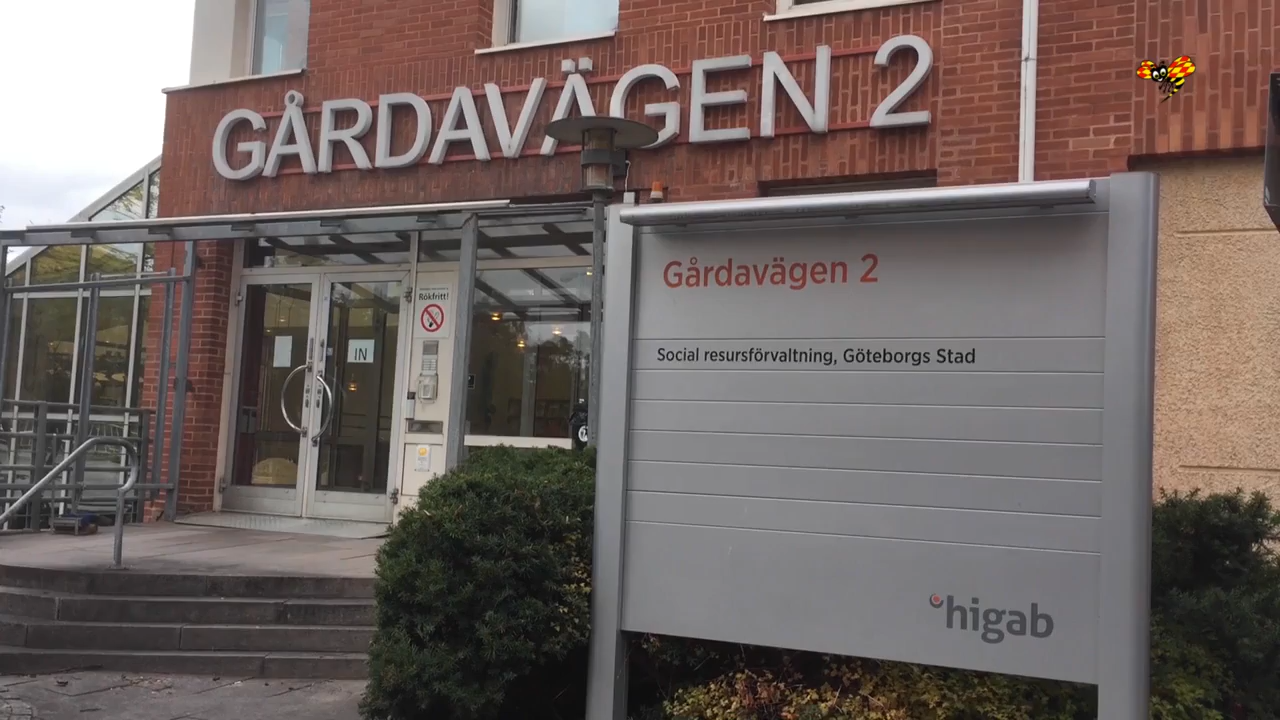 GÅRDAVÄGEN 2
Rökfritt!
IN
Gårdavägen 2
Social resursförvaltning, Göteborgs Stad
higab